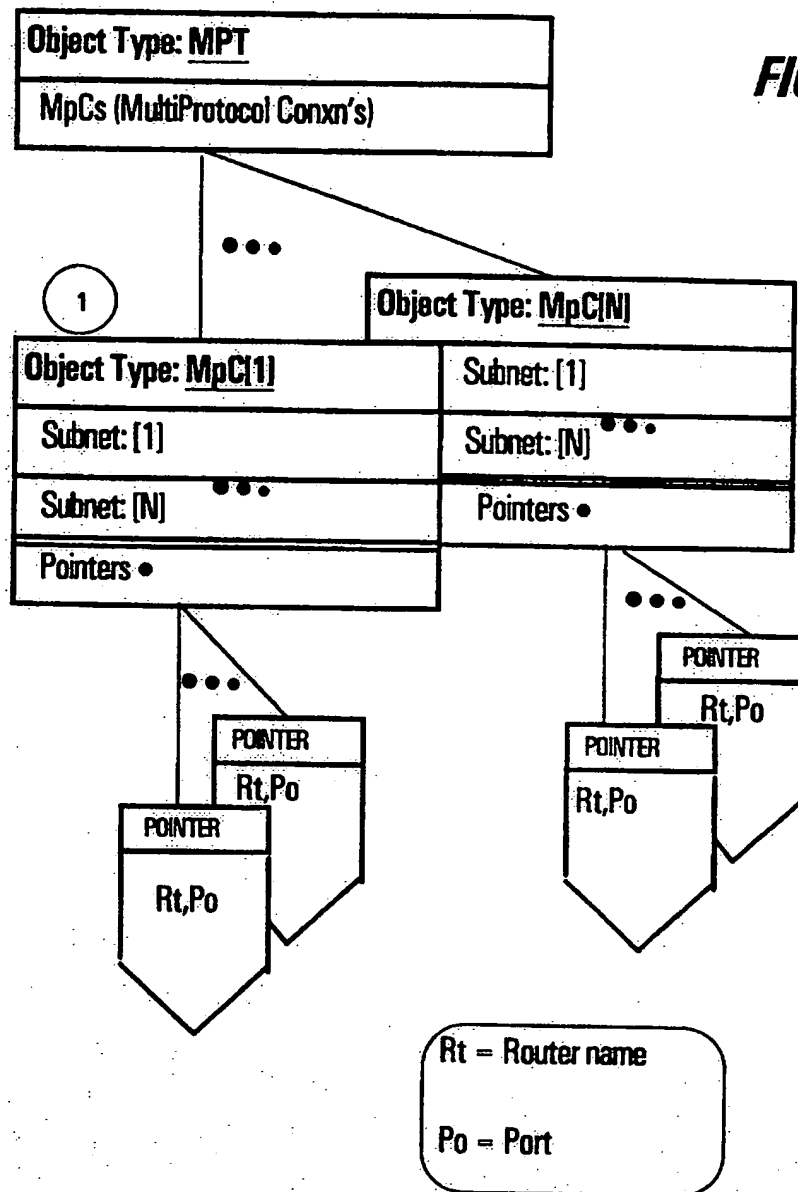 Object Type: MPT
MpCs (MultiProtocol Conxn's)
1
Object Type: MpC[N]
Subnet: [1]
Subnet: [N]
Pointers
Object Type: MpC[1]
Subnet: [1]
Subnet: [N]
Pointers
POINTER
Rt,Po
POINTER
Rt,Po
POINTER
Rt,Po
POINTER
Rt,Po
Rt = Router name
Po = Port